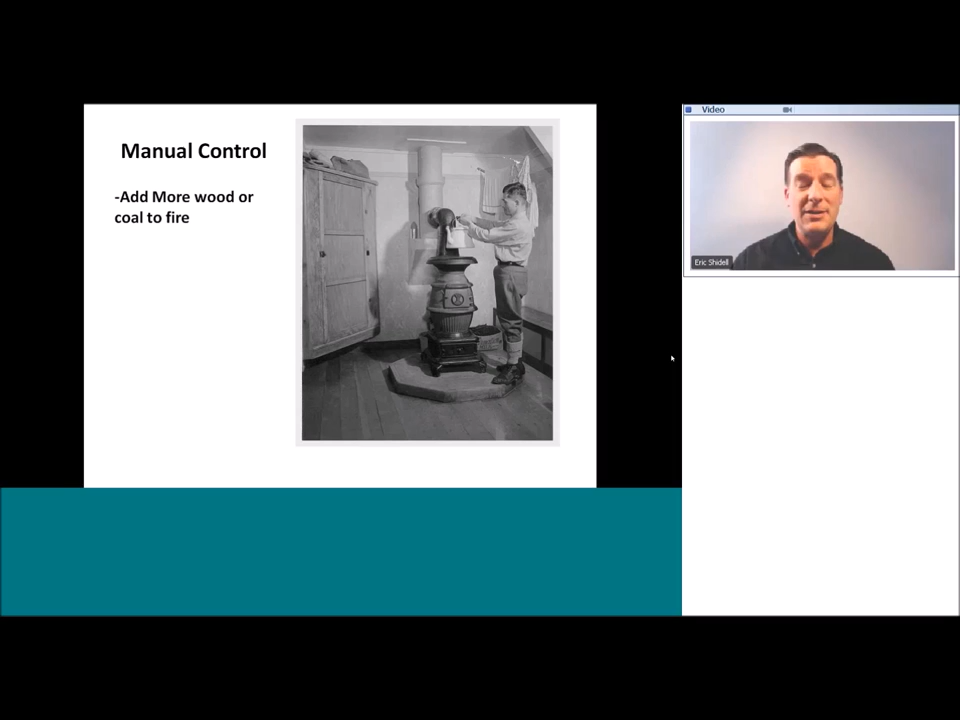 Manual Control
-Add More wood or
coal to fire
Video
Eric Shidell